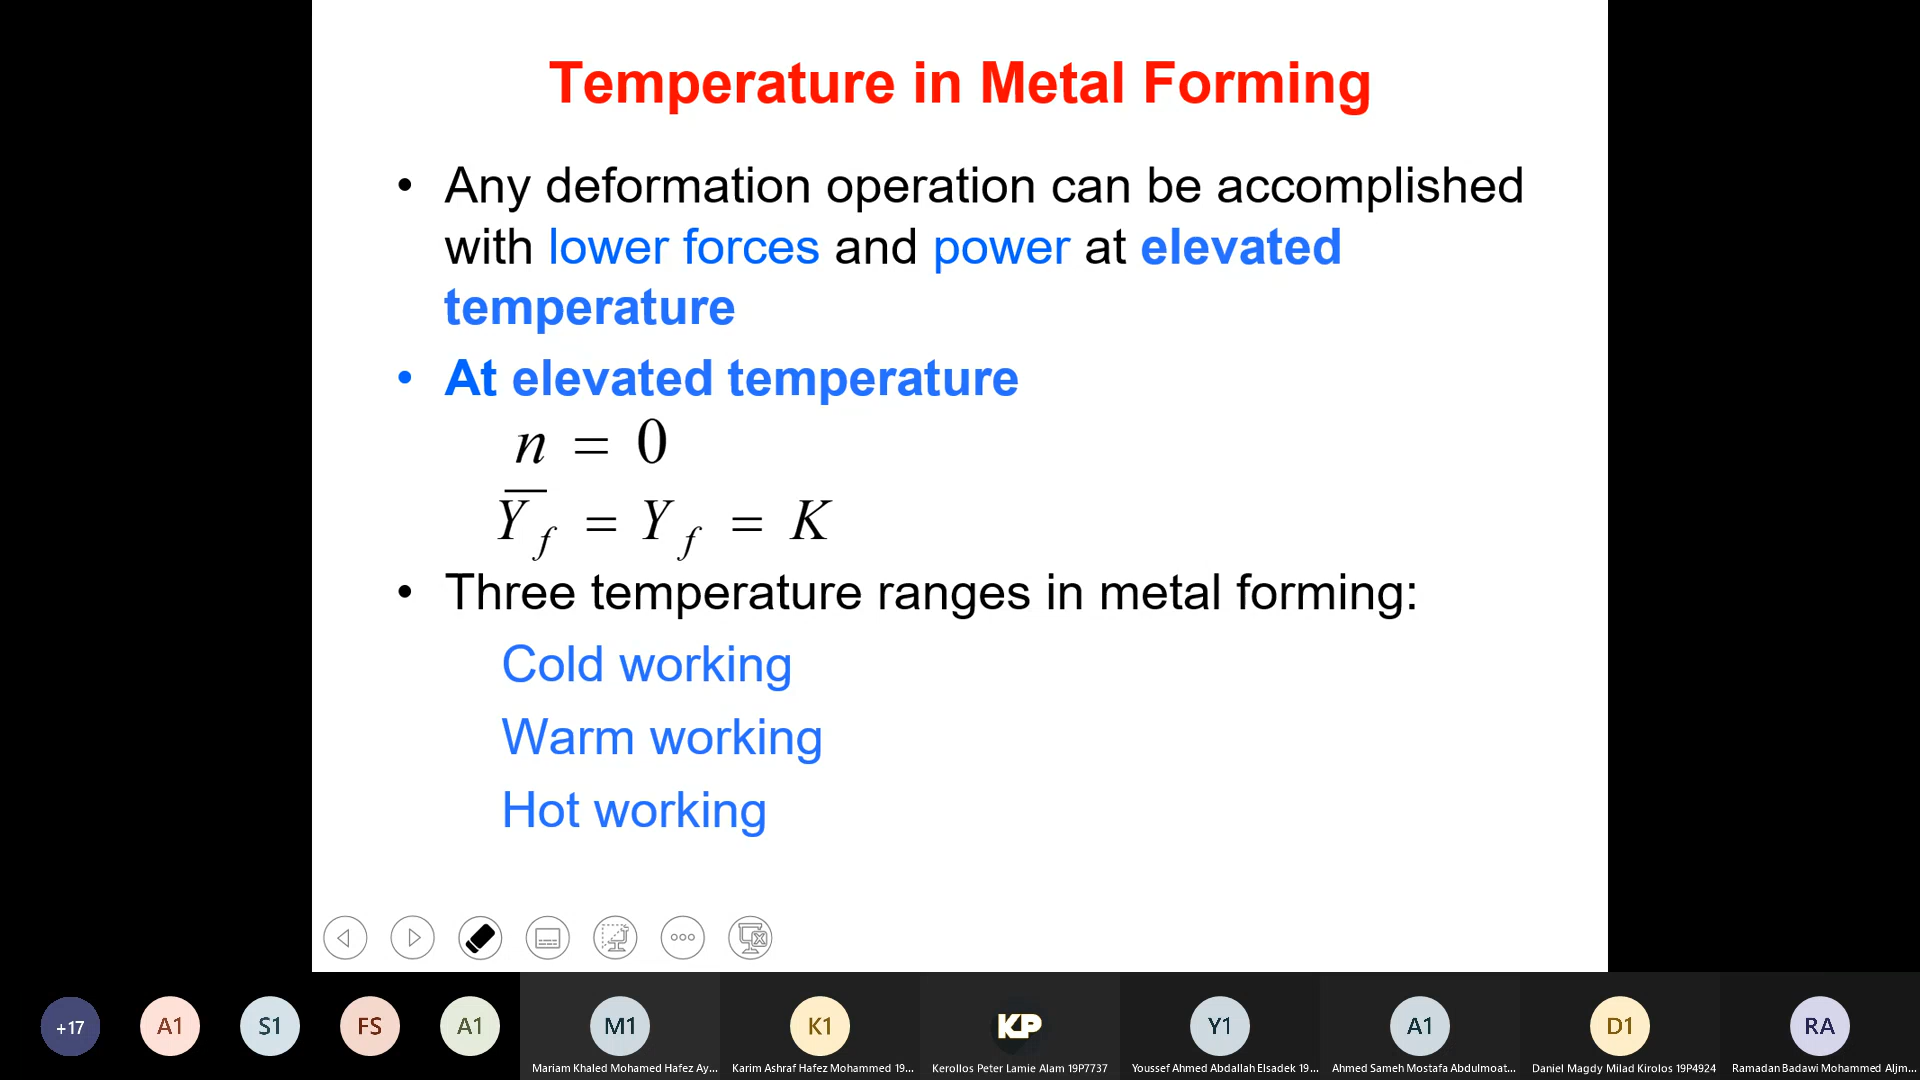 Temperature in Metal Forming
• Any deformation operation can be accomplished
with lower forces and power at elevated
temperature
• At elevated temperature
n = 0
Y̅f = Yf = K
• Three temperature ranges in metal forming:
Cold working
Warm working
Hot working
+17
A1
S1
FS
A1
M1
K1
KP
Y1
A1
D1
RA
Mariam Khaled Mohamed Hafez Ay...
Karim Ashraf Hafez Mohammed 19...
Kerollos Peter Lamie Alam 19P7737
Youssef Ahmed Abdallah Elsadek 19...
Ahmed Sameh Mostafa Abdulmoat...
Daniel Magdy Milad Kirolos 19P4924
Ramadan Badawi Mohammed Aljm...